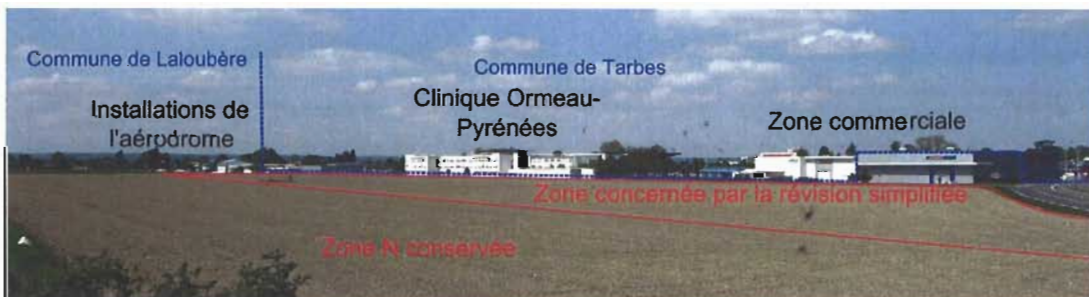 Commune de Laloubère
Commune de Tarbes
Installations de
l'aérodrome
Clinique Ormeau-
Pyrénées
Zone commerciale
Zone concernée par la révision simplifiée
Zone N conservée